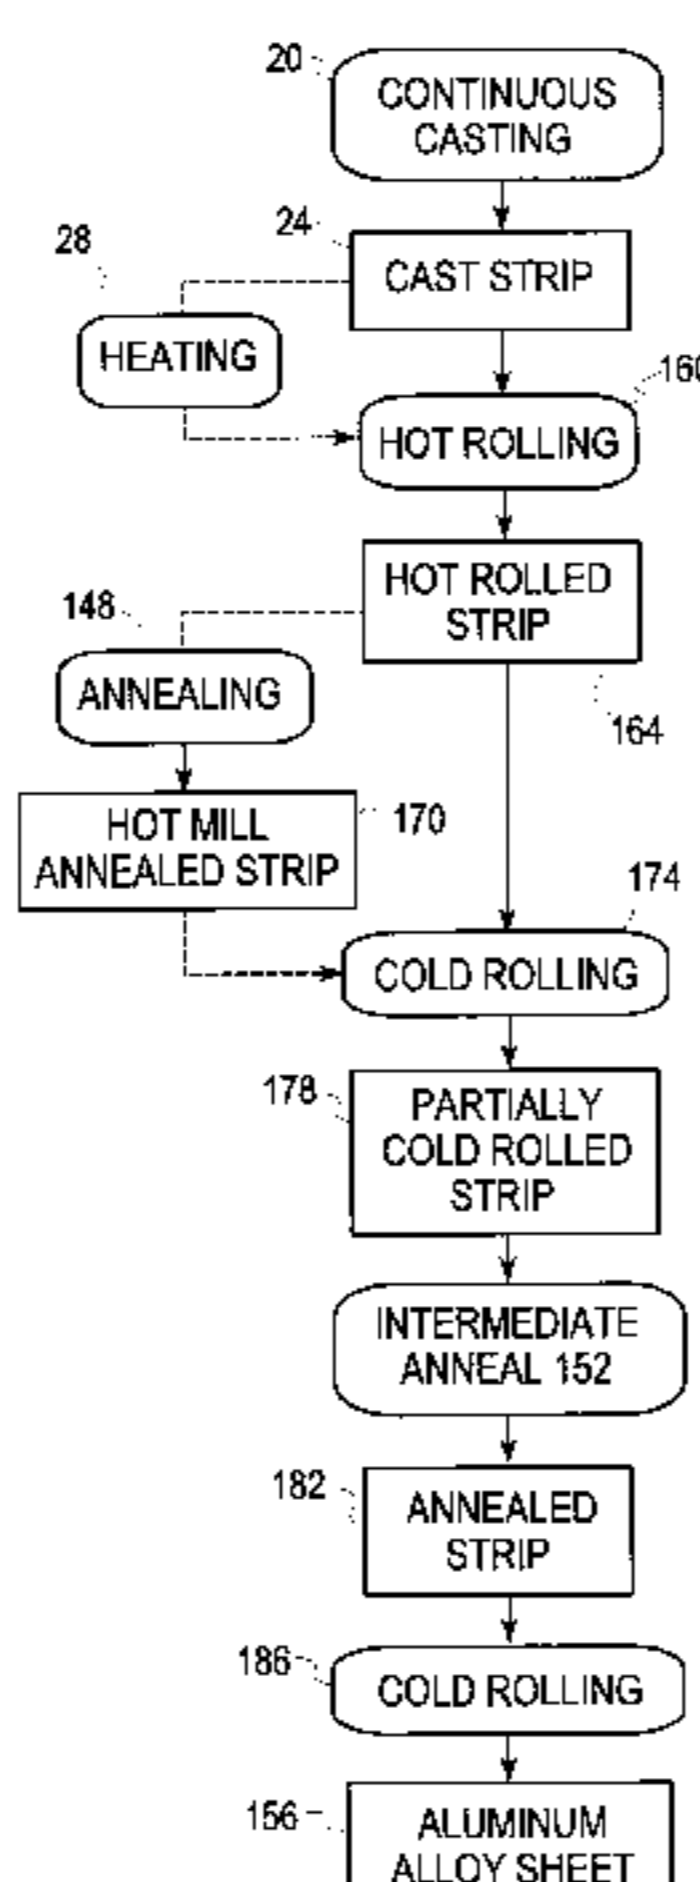 20
CONTINUOUS
CASTING
24
CAST STRIP
28
HEATING
160
HOT ROLLING
HOT ROLLED
STRIP
164
148
ANNEALING
HOT MILL
ANNEALED STRIP
170
174
COLD ROLLING
178
PARTIALLY
COLD ROLLED
STRIP
INTERMEDIATE
ANNEAL 152
182
ANNEALED
STRIP
186
COLD ROLLING
156
ALUMINUM
ALLOY SHEET